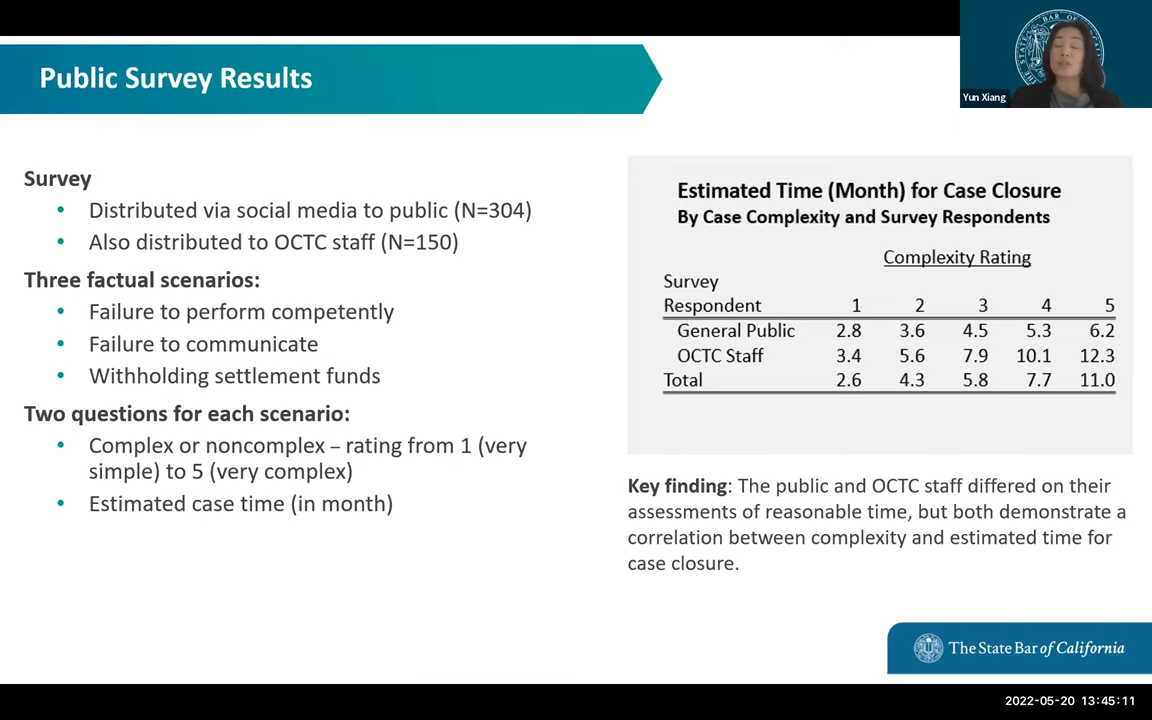 Public Survey Results
Yun Xiang
Survey
• Distributed via social media to public (N=304)
• Also distributed to OCTC staff (N=150)
Three factual scenarios:
• Failure to perform competently
• Failure to communicate
• Withholding settlement funds
Two questions for each scenario:
• Complex or noncomplex – rating from 1 (very
simple) to 5 (very complex)
• Estimated case time (in month)
Estimated Time (Month) for Case Closure
By Case Complexity and Survey Respondents
Complexity Rating
Survey
Respondent 1 2 3 4 5
General Public 2.8 3.6 4.5 5.3 6.2
OCTC Staff 3.4 5.6 7.9 10.1 12.3
Total 2.6 4.3 5.8 7.7 11.0
Key finding: The public and OCTC staff differed on their
assessments of reasonable time, but both demonstrate a
correlation between complexity and estimated time for
case closure.
The State Bar of California
2022-05-20 13:45:11